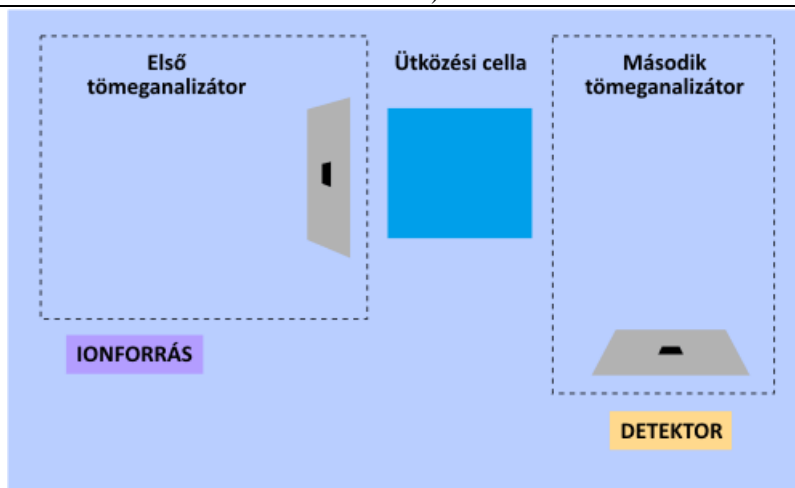 Első
tömeganalizátor
Ütközési cella
Második
tömeganalizátor
IONFORRÁS
DETEKTOR